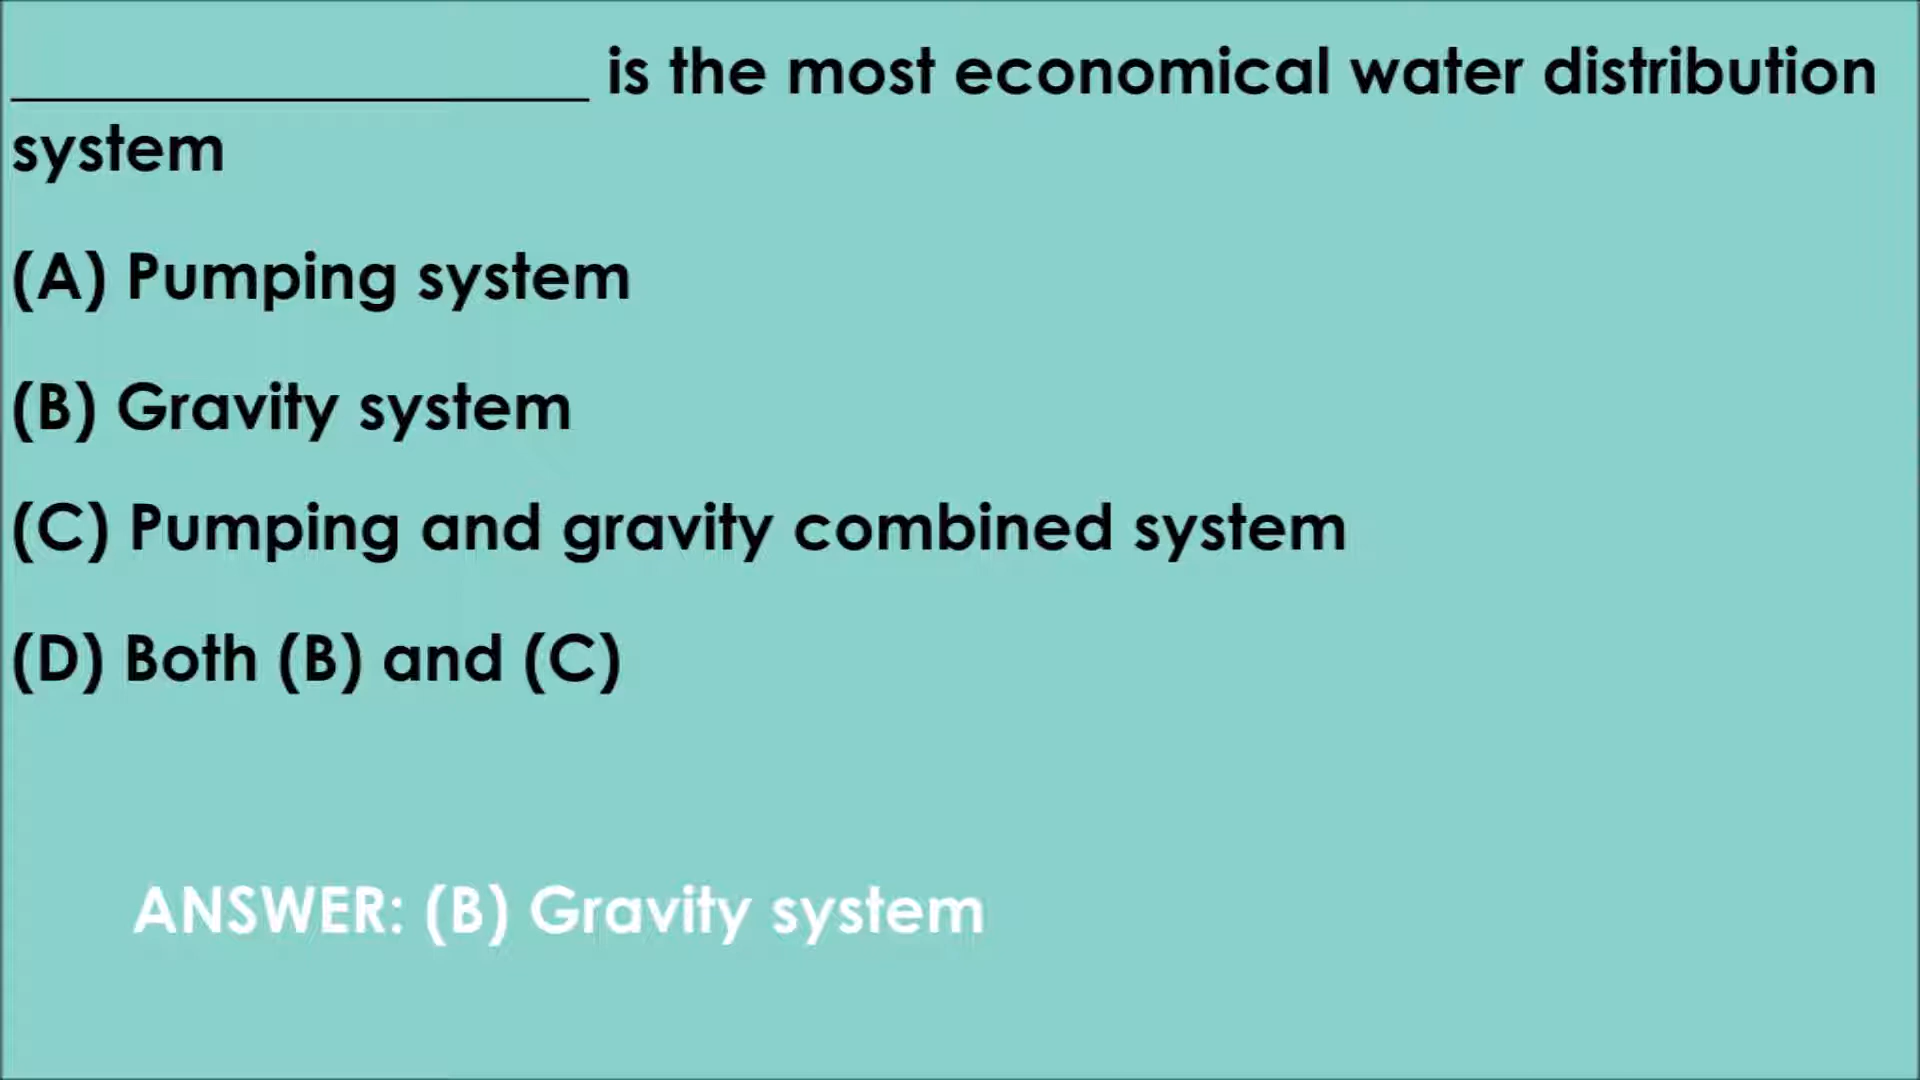 __________________ is the most economical water distribution
system
(A) Pumping system
(B) Gravity system
(C) Pumping and gravity combined system
(D) Both (B) and (C)
ANSWER: (B) Gravity system